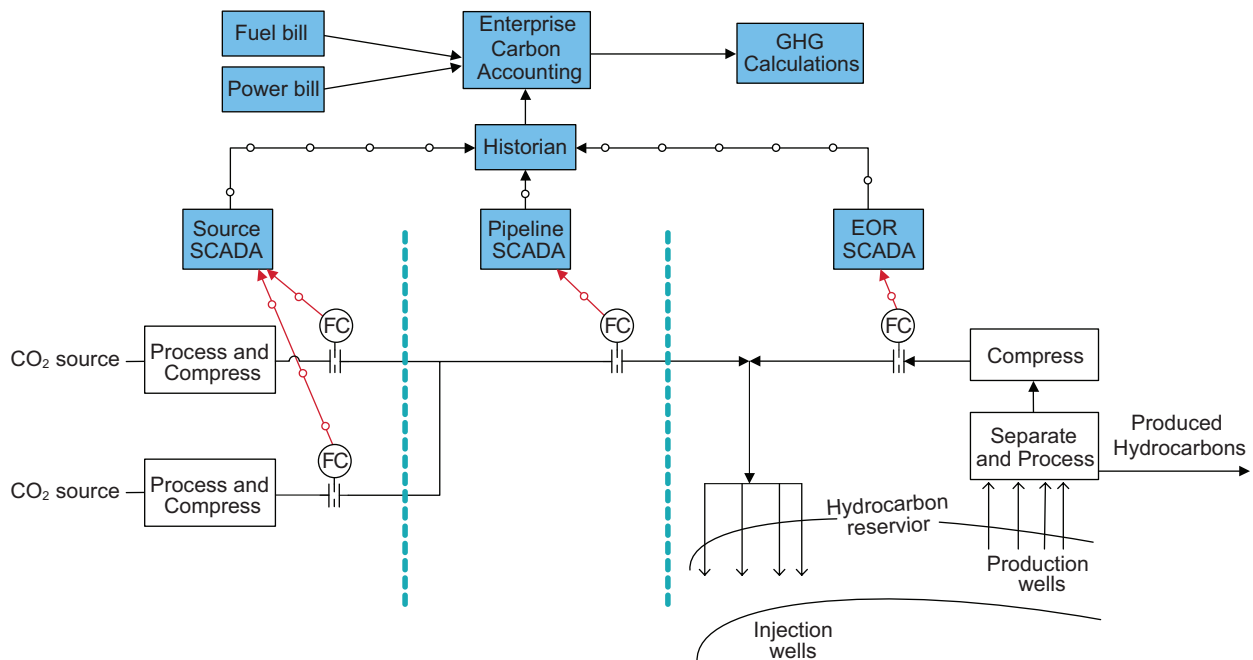 Fuel bill
Power bill
Enterprise
Carbon
Accounting
GHG
Calculations
Historian
Source
SCADA
Pipeline
SCADA
EOR
SCADA
FC
FC
FC
CO₂ source
Process and
Compress
Compress
FC
CO₂ source
Process and
Compress
Separate
and Process
Produced
Hydrocarbons
Hydrocarbon
reservior
Production
wells
Injection
wells